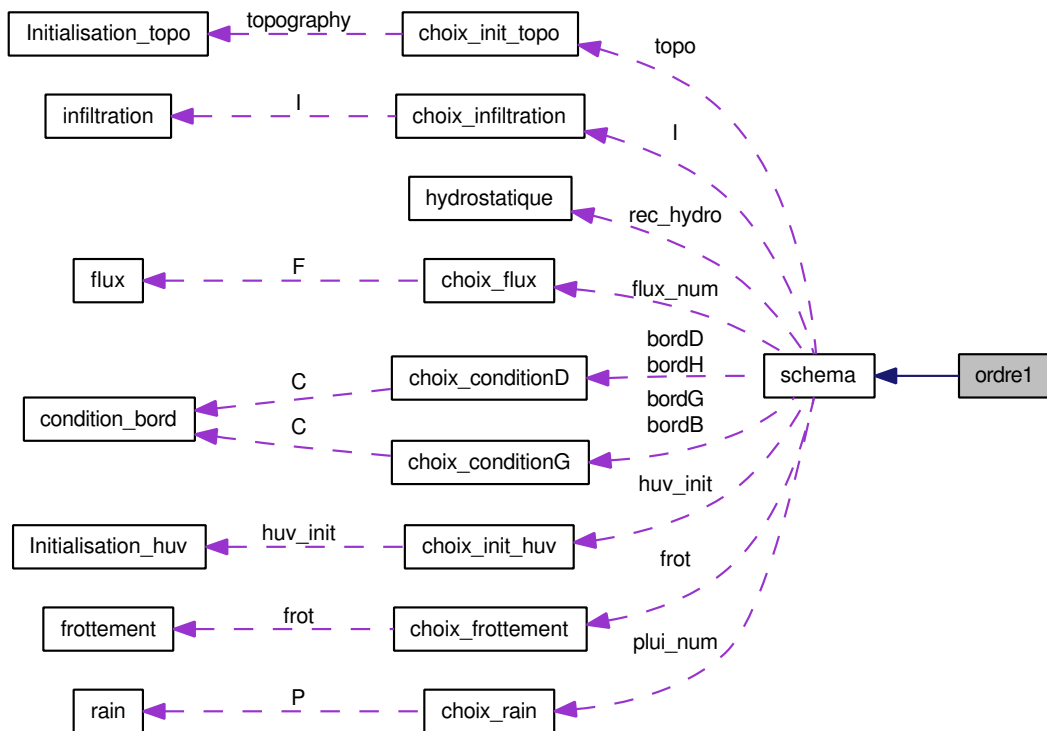 Initialisation_topo
topography
choix_init_topo
topo
infiltration
I
choix_infiltration
I
hydrostatique
rec_hydro
flux
F
choix_flux
flux_num
bordD
bordH
choix_conditionD
C
condition_bord
schema
ordre1
bordG
bordB
C
choix_conditionG
huv_init
Initialisation_huv
huv_init
choix_init_huv
frot
frottement
frot
choix_frottement
plui_num
rain
P
choix_rain